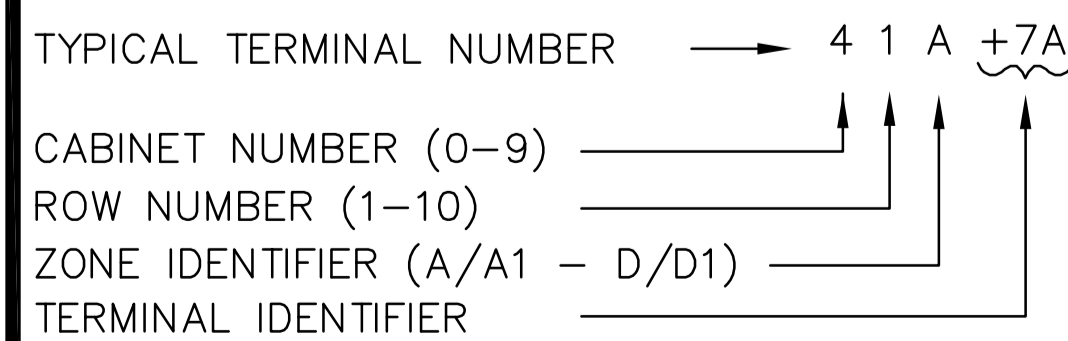 TYPICAL TERMINAL NUMBER 4 1 A +7A
CABINET NUMBER (0-9)
ROW NUMBER (1-10)
ZONE IDENTIFIER (A/A1 - D/D1)
TERMINAL IDENTIFIER